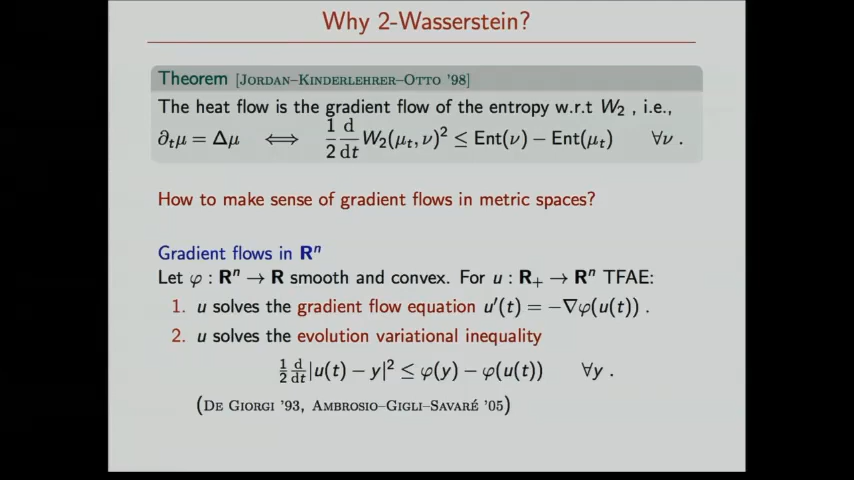 Why 2-Wasserstein?
Theorem [Jordan–Kinderlehrer–Otto '98]
The heat flow is the gradient flow of the entropy w.r.t W₂ , i.e.,
∂ₜμ = Δμ ⟺ 1/2 d/dt W₂(μₜ, ν)² ≤ Ent(ν) − Ent(μₜ) ∀ν .
How to make sense of gradient flows in metric spaces?
Gradient flows in Rⁿ
Let φ : Rⁿ → R smooth and convex. For u : R₊ → Rⁿ TFAE:
1. u solves the gradient flow equation u′(t) = −∇φ(u(t)) .
2. u solves the evolution variational inequality
1/2 d/dt |u(t) − y|² ≤ φ(y) − φ(u(t)) ∀y .
(De Giorgi '93, Ambrosio–Gigli–Savaré '05)